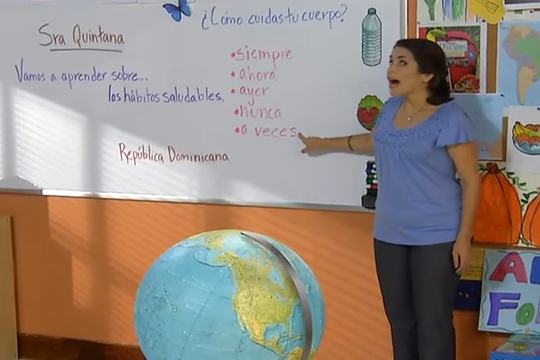 ¿Cómo cuidas tu cuerpo?
Sra Quintana
• siempre
Vamos a aprender sobre...
• ahora
los hábitos saludables.
• ayer
• nunca
• a veces
República Dominicana